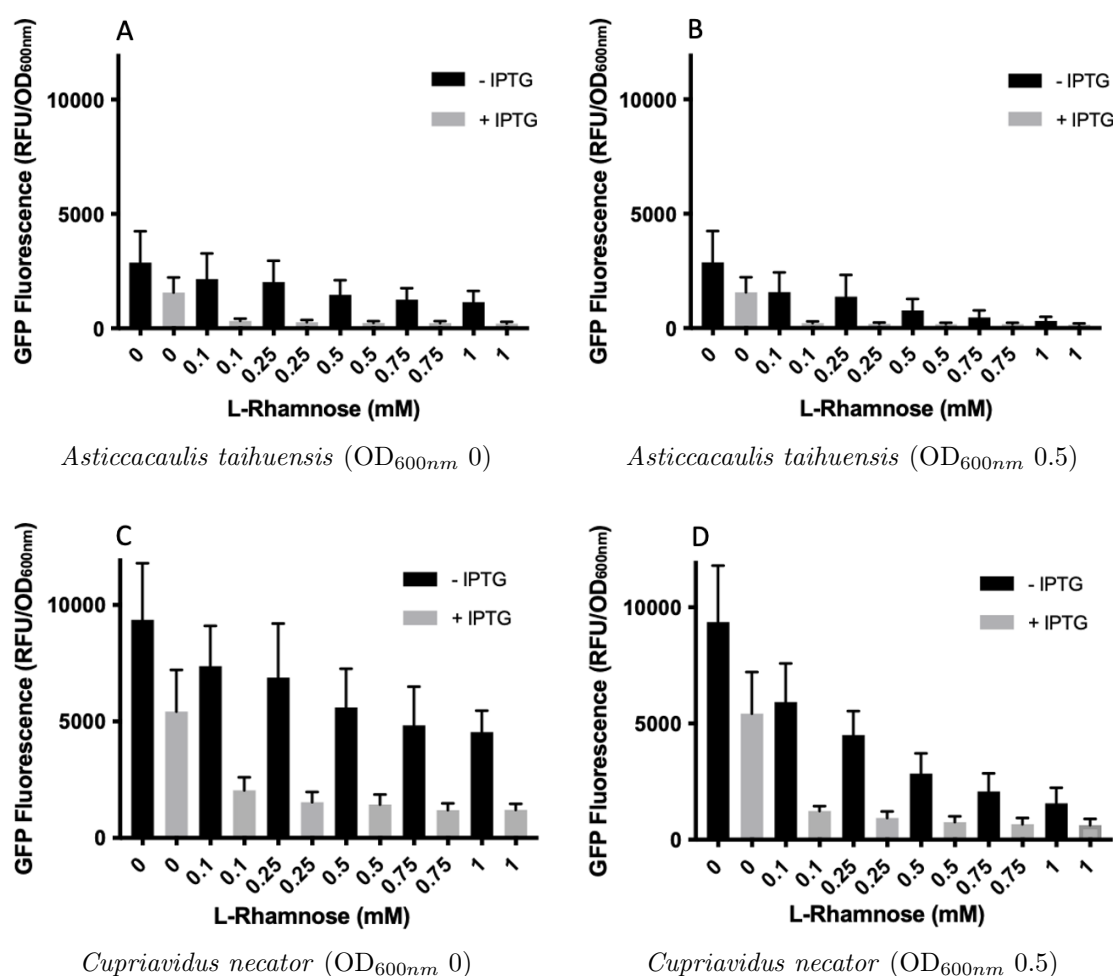 A
GFP Fluorescence (RFU/OD600nm)
10000
5000
0
- IPTG
+ IPTG
0 0 0.1 0.1 0.25 0.25 0.5 0.5 0.75 0.75 1 1
L-Rhamnose (mM)
Asticcacaulis taihuensis (OD600nm 0)
B
GFP Fluorescence (RFU/OD600nm)
10000
5000
0
- IPTG
+ IPTG
0 0 0.1 0.1 0.25 0.25 0.5 0.5 0.75 0.75 1 1
L-Rhamnose (mM)
Asticcacaulis taihuensis (OD600nm 0.5)
C
GFP Fluorescence (RFU/OD600nm)
10000
5000
0
- IPTG
+ IPTG
0 0 0.1 0.1 0.25 0.25 0.5 0.5 0.75 0.75 1 1
L-Rhamnose (mM)
Cupriavidus necator (OD600nm 0)
D
GFP Fluorescence (RFU/OD600nm)
10000
5000
0
- IPTG
+ IPTG
0 0 0.1 0.1 0.25 0.25 0.5 0.5 0.75 0.75 1 1
L-Rhamnose (mM)
Cupriavidus necator (OD600nm 0.5)